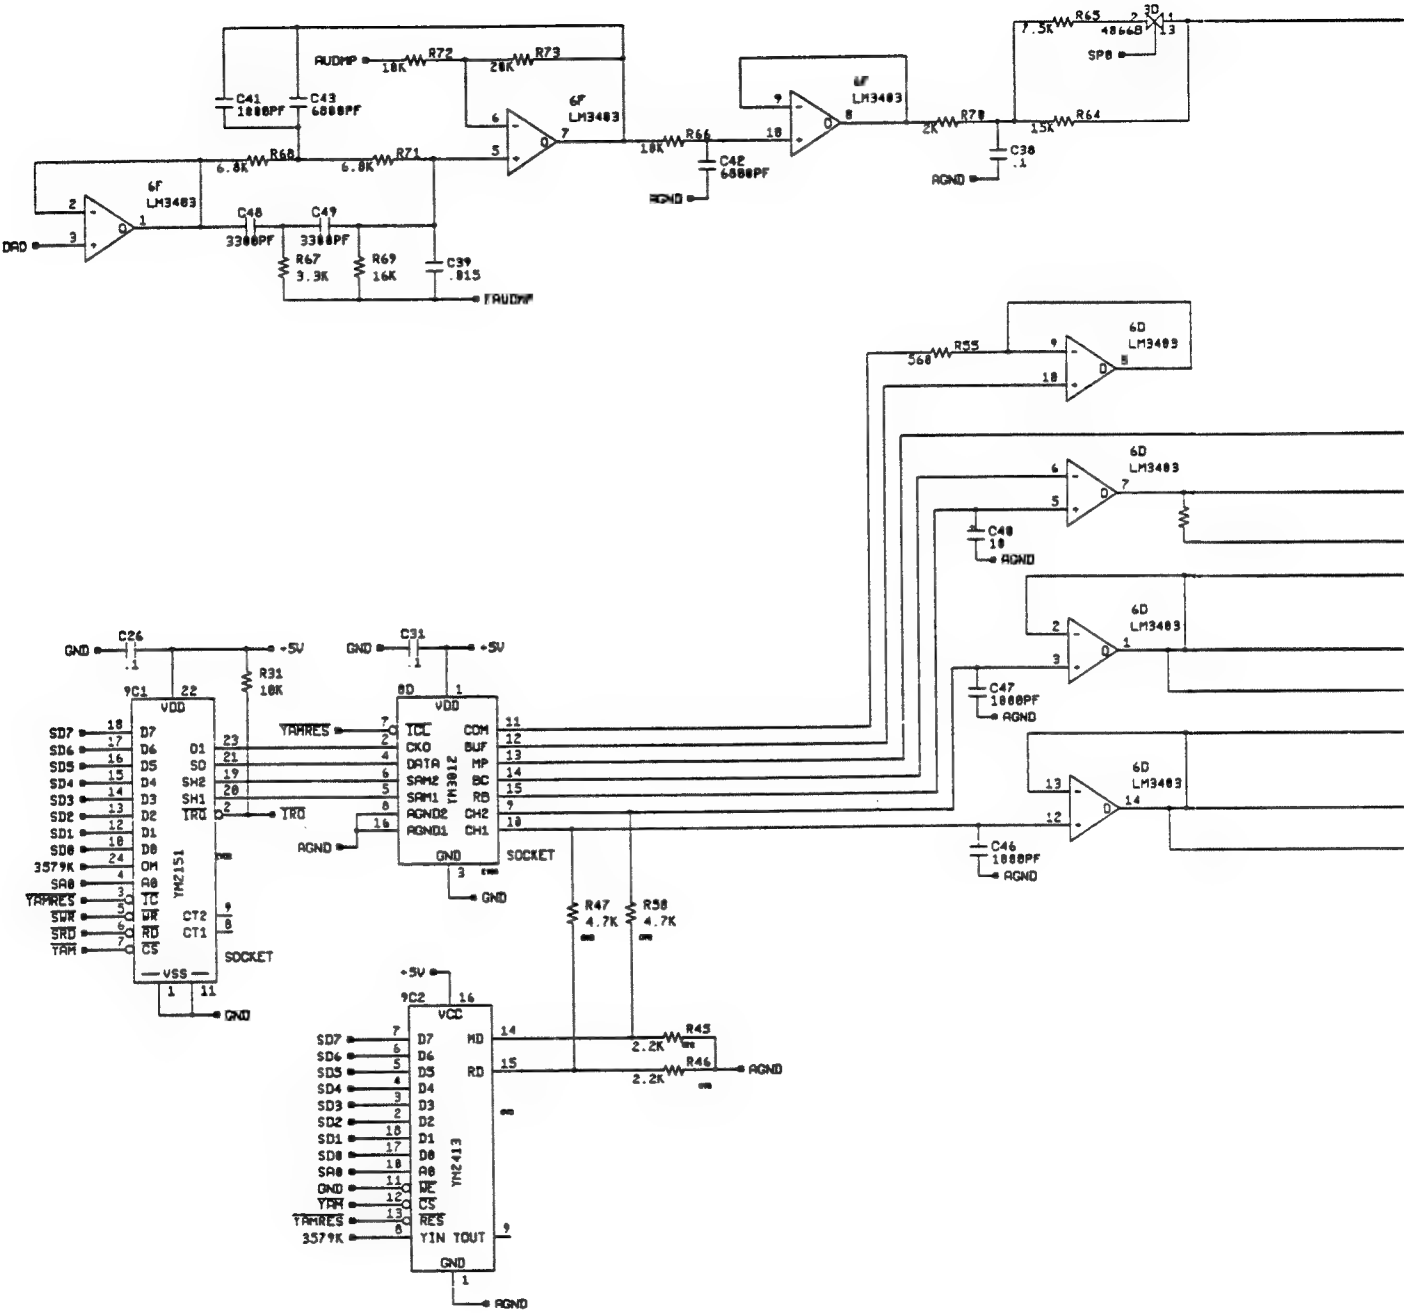 3D
R65
2
1
7.5K
4066B
13
SP0
R72
R73
AUDMP
10K
20K
C41
1000PF
C43
6800PF
6F
LM3403
6
7
5
9
8
10
LM3403
R66
10K
C42
6800PF
AGND
R70
2K
R64
15K
C38
.1
AGND
R68
6.8K
R71
6.8K
6F
LM3403
2
1
3
DAD
C48
3300PF
C49
3300PF
R67
3.3K
R69
16K
C39
.015
FAUDMP
R55
560
6D
LM3403
9
8
10
6D
LM3403
6
7
5
C40
10
AGND
6D
LM3403
2
1
3
C47
1000PF
AGND
6D
LM3403
13
14
12
C46
1000PF
AGND
C26
GND
.1
+5V
R31
10K
C31
GND
.1
+5V
9C1
22
VDD
SD7 18 D7
SD6 17 D6
SD5 16 D5
SD4 15 D4
SD3 14 D3
SD2 13 D2
SD1 12 D1
SD0 10 D0
3579K 24 OM
SA0 4 A0
YAMRES 3 IC
SWR 5 WR
SRD 6 RD
YAM 7 CS
O1 23
SO 21
SH2 19
SH1 20
IRQ 2 IRQ
YM2151
CT2 9
CT1 8
SOCKET
VSS
1
11
GND
8D
1
VDD
YAMRES 7 ICL
2 CKO
4 DATA
6 SAM2
5 SAM1
8 AGND2
16 AGND1
AGND
YM3012
COM 11
BUF 12
MP 13
BC 14
RB 15
CH2 9
CH1 10
GND
SOCKET
3
GND
R47
4.7K
R50
4.7K
+5V
9C2
16
VCC
SD7 7 D7
SD6 6 D6
SD5 5 D5
SD4 4 D4
SD3 3 D3
SD2 2 D2
SD1 18 D1
SD0 17 D0
SA0 10 A0
GND 11 WE
YAM 12 CS
YAMRES 13 RES
3579K 8 YIN
YM2413
MO 14
RO 15
TOUT 9
R45
2.2K
R46
2.2K
AGND
GND
1
AGND